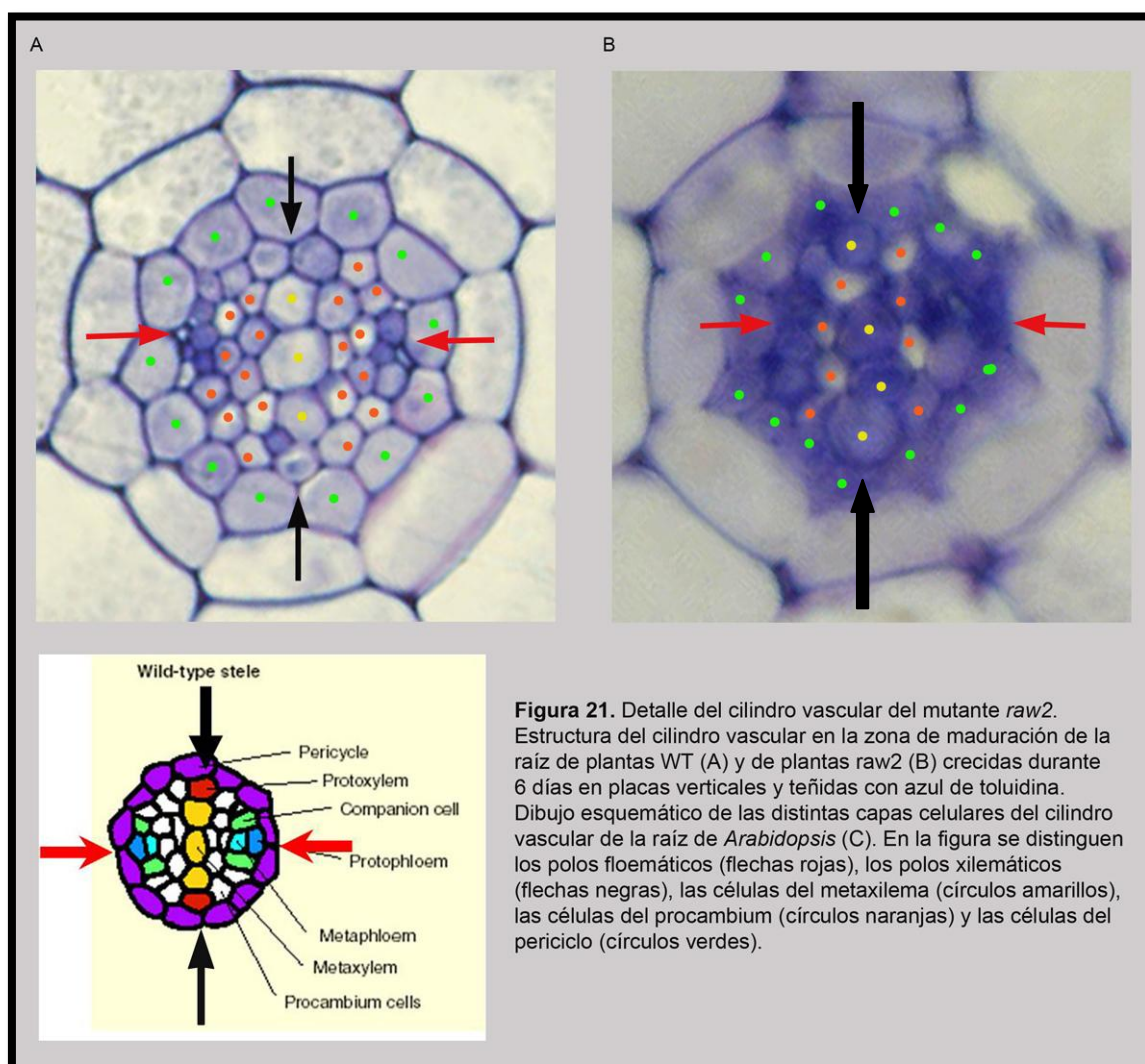 A
B
Wild-type stele
Pericycle
Protoxylem
Companion cell
Protophloem
Metaphloem
Metaxylem
Procambium cells
Figura 21. Detalle del cilindro vascular del mutante raw2.
Estructura del cilindro vascular en la zona de maduración de la
raíz de plantas WT (A) y de plantas raw2 (B) crecidas durante
6 días en placas verticales y teñidas con azul de toluidina.
Dibujo esquemático de las distintas capas celulares del cilindro
vascular de la raíz de Arabidopsis (C). En la figura se distinguen
los polos floemáticos (flechas rojas), los polos xilemáticos
(flechas negras), las células del metaxilema (círculos amarillos),
las células del procambium (círculos naranjas) y las células del
periciclo (círculos verdes).